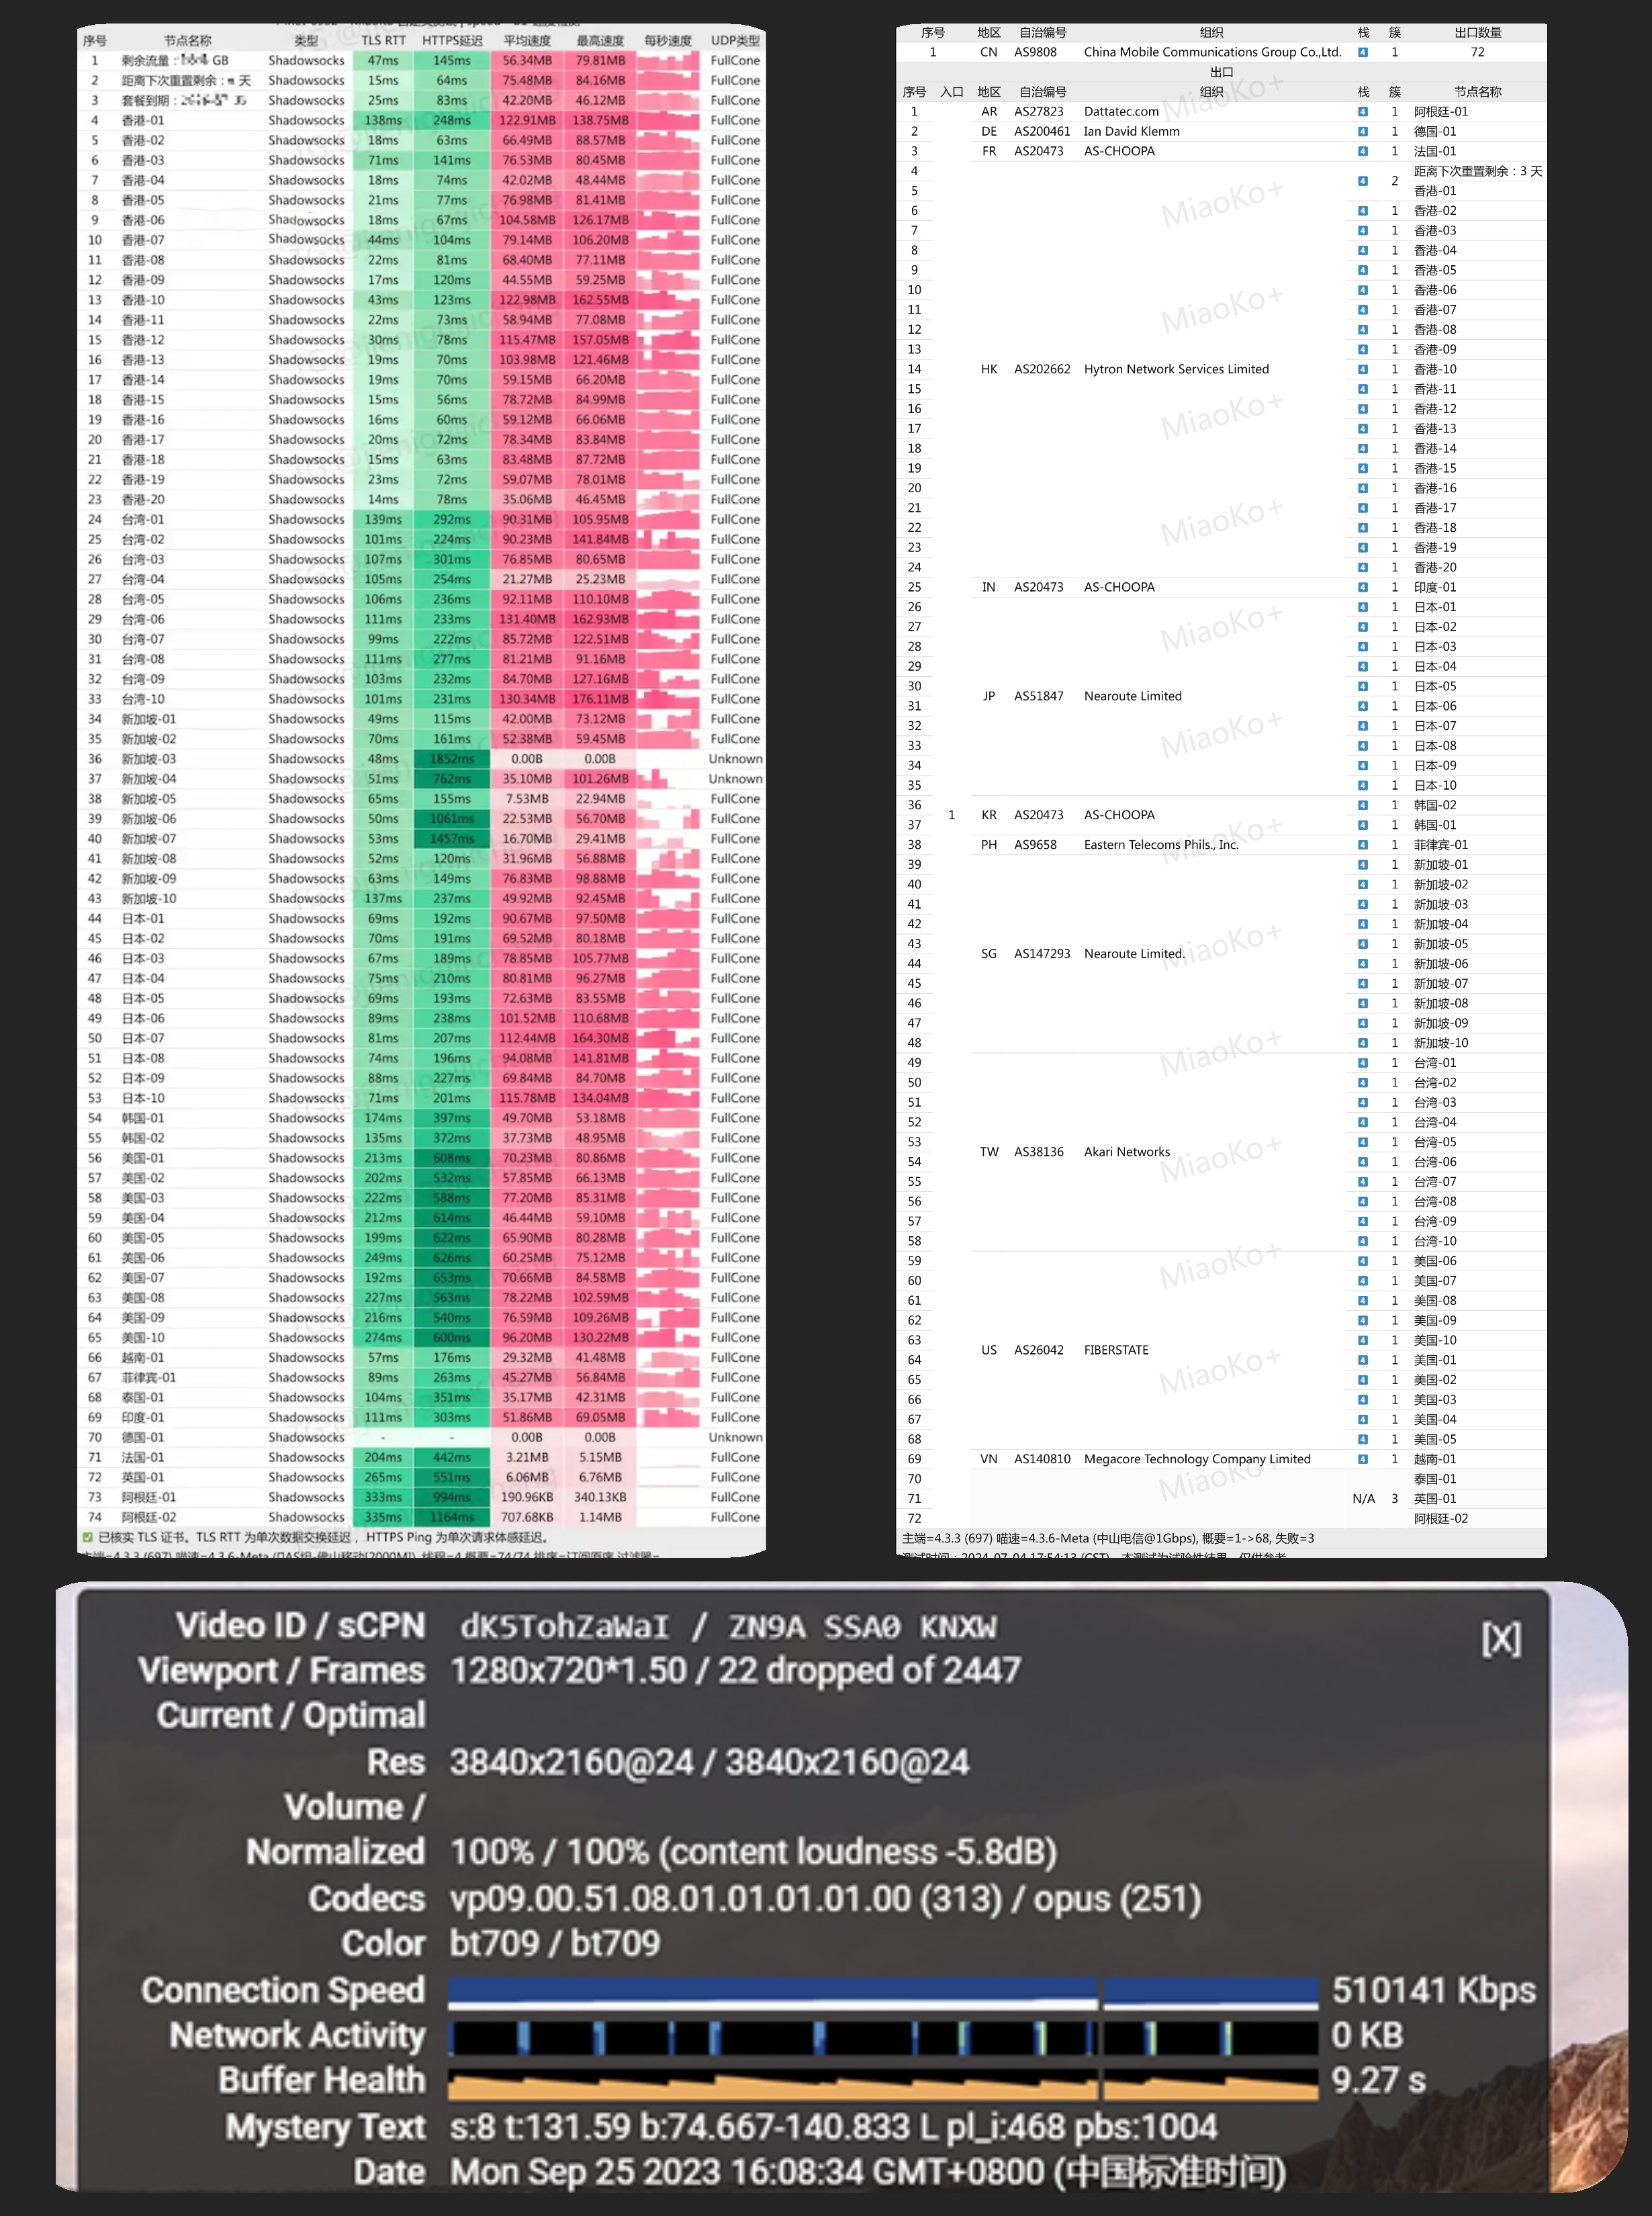 序号 节点名称 类型 TLS RTT HTTPS延迟 平均速度 最高速度 每秒速度 UDP类型
1 剩余流量： GB Shadowsocks 47ms 145ms 56.34MB 79.81MB FullCone
2 距离下次重置剩余： 天 Shadowsocks 15ms 64ms 75.48MB 84.16MB FullCone
3 套餐到期： Shadowsocks 25ms 83ms 42.20MB 46.12MB FullCone
4 香港-01 Shadowsocks 138ms 248ms 122.91MB 138.75MB FullCone
5 香港-02 Shadowsocks 18ms 63ms 66.49MB 88.57MB FullCone
6 香港-03 Shadowsocks 71ms 141ms 76.53MB 80.45MB FullCone
7 香港-04 Shadowsocks 18ms 74ms 42.02MB 48.44MB FullCone
8 香港-05 Shadowsocks 21ms 77ms 76.98MB 81.41MB FullCone
9 香港-06 Shadowsocks 18ms 67ms 104.58MB 126.17MB FullCone
10 香港-07 Shadowsocks 44ms 104ms 79.14MB 106.20MB FullCone
11 香港-08 Shadowsocks 22ms 81ms 68.40MB 77.11MB FullCone
12 香港-09 Shadowsocks 17ms 120ms 44.55MB 59.25MB FullCone
13 香港-10 Shadowsocks 43ms 123ms 122.98MB 162.55MB FullCone
14 香港-11 Shadowsocks 22ms 73ms 58.94MB 77.08MB FullCone
15 香港-12 Shadowsocks 30ms 78ms 115.47MB 157.05MB FullCone
16 香港-13 Shadowsocks 19ms 70ms 103.98MB 121.46MB FullCone
17 香港-14 Shadowsocks 19ms 70ms 59.15MB 66.20MB FullCone
18 香港-15 Shadowsocks 15ms 56ms 78.72MB 84.99MB FullCone
19 香港-16 Shadowsocks 16ms 60ms 59.12MB 66.06MB FullCone
20 香港-17 Shadowsocks 20ms 72ms 78.34MB 83.84MB FullCone
21 香港-18 Shadowsocks 15ms 63ms 83.48MB 87.72MB FullCone
22 香港-19 Shadowsocks 23ms 72ms 59.07MB 78.01MB FullCone
23 香港-20 Shadowsocks 14ms 78ms 35.06MB 46.45MB FullCone
24 台湾-01 Shadowsocks 139ms 292ms 90.31MB 105.95MB FullCone
25 台湾-02 Shadowsocks 101ms 224ms 90.23MB 141.84MB FullCone
26 台湾-03 Shadowsocks 107ms 301ms 76.85MB 80.65MB FullCone
27 台湾-04 Shadowsocks 105ms 254ms 21.27MB 25.23MB FullCone
28 台湾-05 Shadowsocks 106ms 236ms 92.11MB 110.10MB FullCone
29 台湾-06 Shadowsocks 111ms 233ms 131.40MB 162.93MB FullCone
30 台湾-07 Shadowsocks 99ms 222ms 85.72MB 122.51MB FullCone
31 台湾-08 Shadowsocks 111ms 277ms 81.21MB 91.16MB FullCone
32 台湾-09 Shadowsocks 103ms 232ms 84.70MB 127.16MB FullCone
33 台湾-10 Shadowsocks 101ms 231ms 130.34MB 176.11MB FullCone
34 新加坡-01 Shadowsocks 49ms 115ms 42.00MB 73.12MB FullCone
35 新加坡-02 Shadowsocks 70ms 161ms 52.38MB 59.45MB FullCone
36 新加坡-03 Shadowsocks 48ms 1852ms 0.00B 0.00B Unknown
37 新加坡-04 Shadowsocks 51ms 762ms 35.10MB 101.26MB Unknown
38 新加坡-05 Shadowsocks 65ms 155ms 7.53MB 22.94MB FullCone
39 新加坡-06 Shadowsocks 50ms 1061ms 22.53MB 56.70MB FullCone
40 新加坡-07 Shadowsocks 53ms 1457ms 16.70MB 29.41MB FullCone
41 新加坡-08 Shadowsocks 52ms 120ms 31.96MB 56.88MB FullCone
42 新加坡-09 Shadowsocks 63ms 149ms 76.83MB 98.88MB FullCone
43 新加坡-10 Shadowsocks 137ms 237ms 49.92MB 92.45MB FullCone
44 日本-01 Shadowsocks 69ms 192ms 90.67MB 97.50MB FullCone
45 日本-02 Shadowsocks 70ms 191ms 69.52MB 80.18MB FullCone
46 日本-03 Shadowsocks 67ms 189ms 78.85MB 105.77MB FullCone
47 日本-04 Shadowsocks 75ms 210ms 80.81MB 96.27MB FullCone
48 日本-05 Shadowsocks 69ms 193ms 72.63MB 83.55MB FullCone
49 日本-06 Shadowsocks 89ms 238ms 101.52MB 110.68MB FullCone
50 日本-07 Shadowsocks 81ms 207ms 112.44MB 164.30MB FullCone
51 日本-08 Shadowsocks 74ms 196ms 94.08MB 141.81MB FullCone
52 日本-09 Shadowsocks 88ms 227ms 69.84MB 84.70MB FullCone
53 日本-10 Shadowsocks 71ms 201ms 115.78MB 134.04MB FullCone
54 韩国-01 Shadowsocks 174ms 397ms 49.70MB 53.18MB FullCone
55 韩国-02 Shadowsocks 135ms 372ms 37.73MB 48.95MB FullCone
56 美国-01 Shadowsocks 213ms 608ms 70.23MB 80.86MB FullCone
57 美国-02 Shadowsocks 202ms 532ms 57.85MB 66.13MB FullCone
58 美国-03 Shadowsocks 222ms 588ms 77.20MB 85.31MB FullCone
59 美国-04 Shadowsocks 212ms 614ms 46.44MB 59.10MB FullCone
60 美国-05 Shadowsocks 199ms 622ms 65.90MB 80.28MB FullCone
61 美国-06 Shadowsocks 249ms 626ms 60.25MB 75.12MB FullCone
62 美国-07 Shadowsocks 192ms 653ms 70.66MB 84.58MB FullCone
63 美国-08 Shadowsocks 227ms 563ms 78.22MB 102.59MB FullCone
64 美国-09 Shadowsocks 216ms 540ms 76.59MB 109.26MB FullCone
65 美国-10 Shadowsocks 274ms 600ms 96.20MB 130.22MB FullCone
66 越南-01 Shadowsocks 57ms 176ms 29.32MB 41.48MB FullCone
67 菲律宾-01 Shadowsocks 89ms 263ms 45.27MB 56.84MB FullCone
68 泰国-01 Shadowsocks 104ms 351ms 35.17MB 42.31MB FullCone
69 印度-01 Shadowsocks 111ms 303ms 51.86MB 69.05MB FullCone
70 德国-01 Shadowsocks - - 0.00B 0.00B Unknown
71 法国-01 Shadowsocks 204ms 442ms 3.21MB 5.15MB FullCone
72 英国-01 Shadowsocks 265ms 551ms 6.06MB 6.76MB FullCone
73 阿根廷-01 Shadowsocks 333ms 994ms 190.96KB 340.13KB FullCone
74 阿根廷-02 Shadowsocks 335ms 1164ms 707.68KB 1.14MB FullCone
已核实 TLS 证书。TLS RTT 为单次数据交换延迟， HTTPS Ping 为单次请求体感延迟。
主端=4.3.3 (697) 喵速=4.3.6-Meta
序号 地区 自治编号 组织 栈 簇 出口数量
1 CN AS9808 China Mobile Communications Group Co.,Ltd. 4 72
出口
序号 入口 地区 自治编号 组织 栈 簇 节点名称
1 AR AS27823 Dattatec.com 4 1 阿根廷-01
2 DE AS200461 Ian David Klemm 4 1 德国-01
3 FR AS20473 AS-CHOOPA 4 1 法国-01
4 距离下次重置剩余：3 天
4 2
5 香港-01
6 4 1 香港-02
7 4 1 香港-03
8 4 1 香港-04
9 4 1 香港-05
10 4 1 香港-06
11 4 1 香港-07
12 4 1 香港-08
13 4 1 香港-09
14 HK AS202662 Hytron Network Services Limited 4 1 香港-10
15 4 1 香港-11
16 4 1 香港-12
17 4 1 香港-13
18 4 1 香港-14
19 4 1 香港-15
20 4 1 香港-16
21 4 1 香港-17
22 4 1 香港-18
23 4 1 香港-19
24 4 1 香港-20
25 IN AS20473 AS-CHOOPA 4 1 印度-01
26 4 1 日本-01
27 4 1 日本-02
28 4 1 日本-03
29 4 1 日本-04
30 4 1 日本-05
JP AS51847 Nearoute Limited
31 4 1 日本-06
32 4 1 日本-07
33 4 1 日本-08
34 4 1 日本-09
35 4 1 日本-10
36 4 1 韩国-02
1 KR AS20473 AS-CHOOPA
37 4 1 韩国-01
38 PH AS9658 Eastern Telecoms Phils., Inc. 4 1 菲律宾-01
39 4 1 新加坡-01
40 4 1 新加坡-02
41 4 1 新加坡-03
42 4 1 新加坡-04
43 4 1 新加坡-05
SG AS147293 Nearoute Limited.
44 4 1 新加坡-06
45 4 1 新加坡-07
46 4 1 新加坡-08
47 4 1 新加坡-09
48 4 1 新加坡-10
49 4 1 台湾-01
50 4 1 台湾-02
51 4 1 台湾-03
52 4 1 台湾-04
53 4 1 台湾-05
TW AS38136 Akari Networks
54 4 1 台湾-06
55 4 1 台湾-07
56 4 1 台湾-08
57 4 1 台湾-09
58 4 1 台湾-10
59 4 1 美国-06
60 4 1 美国-07
61 4 1 美国-08
62 4 1 美国-09
63 4 1 美国-10
US AS26042 FIBERSTATE
64 4 1 美国-01
65 4 1 美国-02
66 4 1 美国-03
67 4 1 美国-04
68 4 1 美国-05
69 VN AS140810 Megacore Technology Company Limited 4 1 越南-01
70 泰国-01
71 N/A 3 英国-01
72 阿根廷-02
主端=4.3.3 (697) 喵速=4.3.6-Meta (中山电信@1Gbps), 概要=1->68, 失败=3
测试时间：2024-07-04 17:54:13 (CST)，本测试为试验性结果，仅供参考
MiaoKo+
Video ID / sCPN dK5TohZaWaI / ZN9A SSA0 KNXW [X]
Viewport / Frames 1280x720*1.50 / 22 dropped of 2447
Current / Optimal
Res 3840x2160@24 / 3840x2160@24
Volume /
Normalized 100% / 100% (content loudness -5.8dB)
Codecs vp09.00.51.08.01.01.01.01.00 (313) / opus (251)
Color bt709 / bt709
Connection Speed 510141 Kbps
Network Activity 0 KB
Buffer Health 9.27 s
Mystery Text s:8 t:131.59 b:74.667-140.833 L pl_i:468 pbs:1004
Date Mon Sep 25 2023 16:08:34 GMT+0800 (中国标准时间)